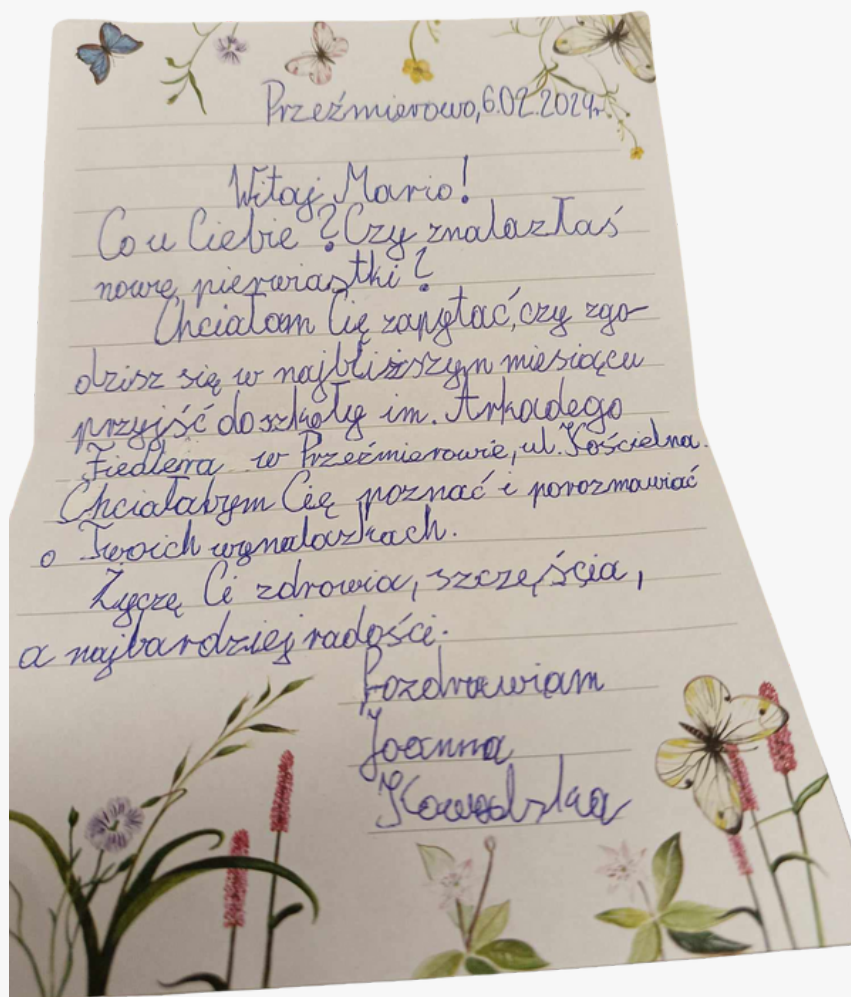 Przeźmierowo, 6.02.2024r.
Witaj Mario!
Co u Ciebie? Czy znalazłaś
nowe pierwiastki?
Chciałam Cię zapytać, czy zgo-
dzisz się w najbliższym miesiącu
przyjść do szkoły im. Arkadego
Fiedlera w Przeźmierowie, ul. Kościelna.
Chciałabym Cię poznać i porozmawiać
o Twoich wynalazkach.
Życzę Ci zdrowia, szczęścia,
a najbardziej radości.
Pozdrawiam
Joanna